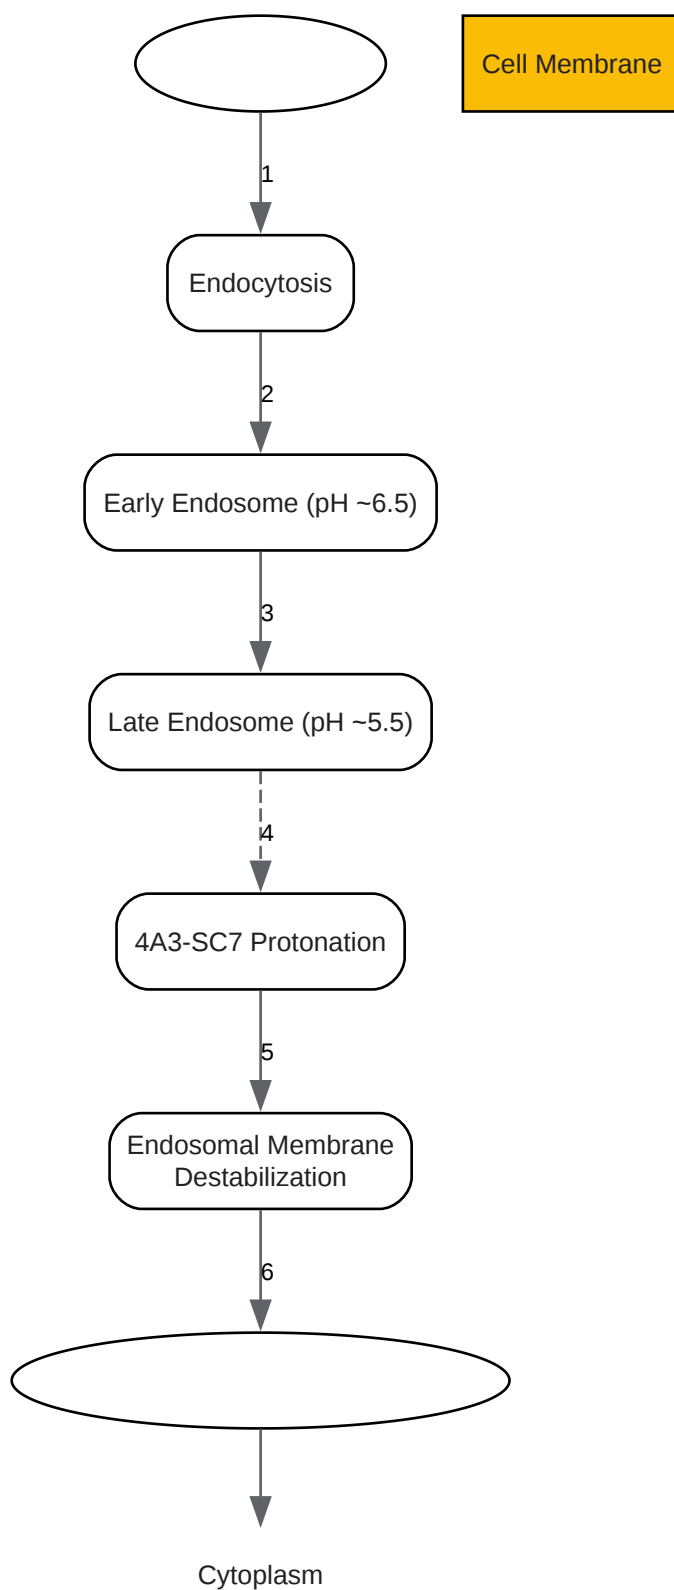 Cell Membrane
1
Endocytosis
2
Early Endosome (pH ~6.5)
3
Late Endosome (pH ~5.5)
4
4A3-SC7 Protonation
5
Endosomal Membrane
Destabilization
6
Cytoplasm